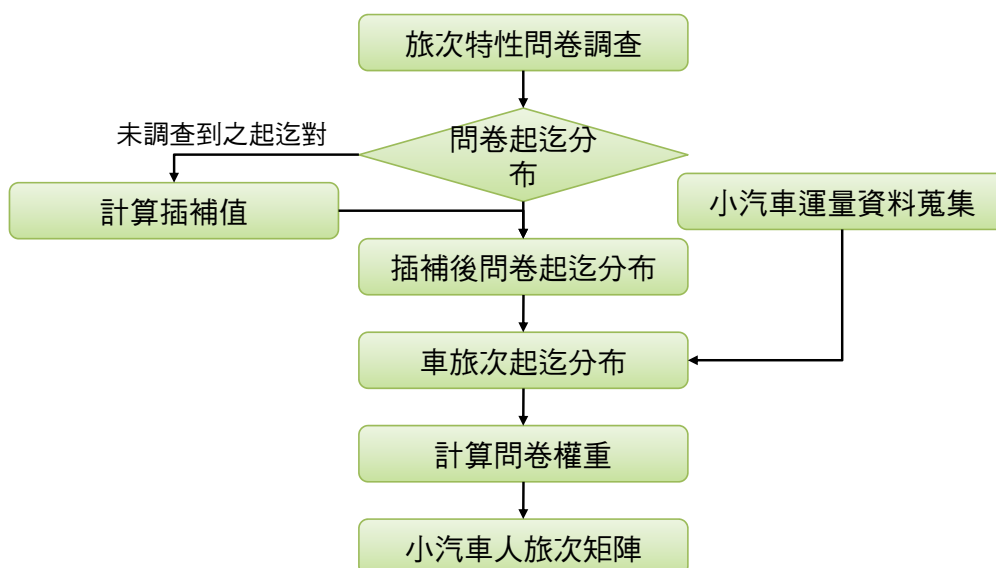 旅次特性問卷調查
未調查到之起迄對
問卷起迄分
布
計算插補值
小汽車運量資料蒐集
插補後問卷起迄分布
車旅次起迄分布
計算問卷權重
小汽車人旅次矩陣